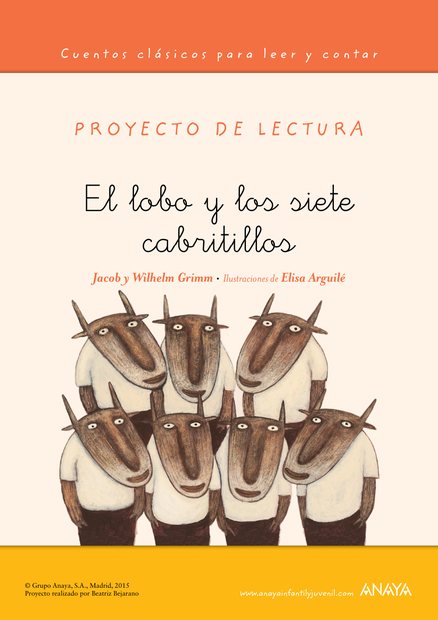 Cuentos clásicos para leer y contar
PROYECTO DE LECTURA
El lobo y los siete
cabritillos
Jacob y Wilhelm Grimm • Ilustraciones de Elisa Arguilé
© Grupo Anaya, S.A., Madrid, 2015
Proyecto realizado por Beatriz Bejarano
www.anayainfantilyjuvenil.com ANAYA